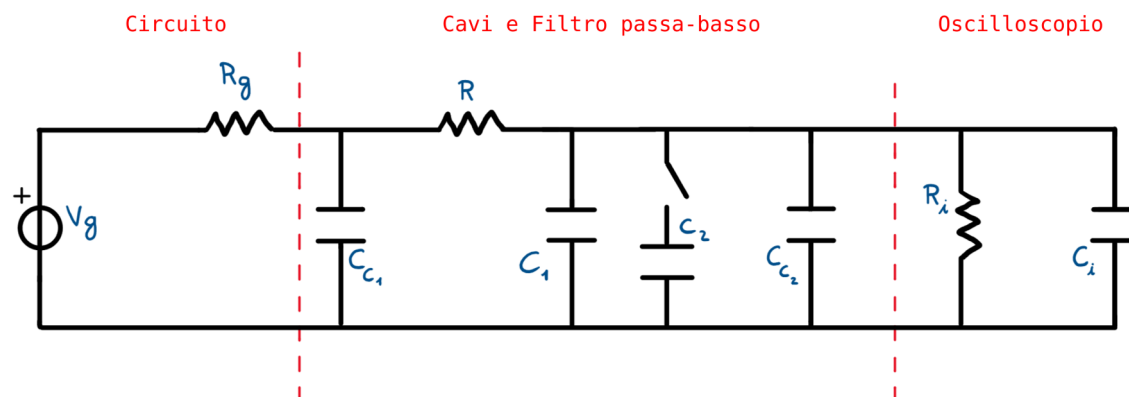 Circuito
Cavi e Filtro passa-basso
Oscilloscopio
Rg
R
+
Vg
Cc1
C1
C2
Cc2
Ri
Ci